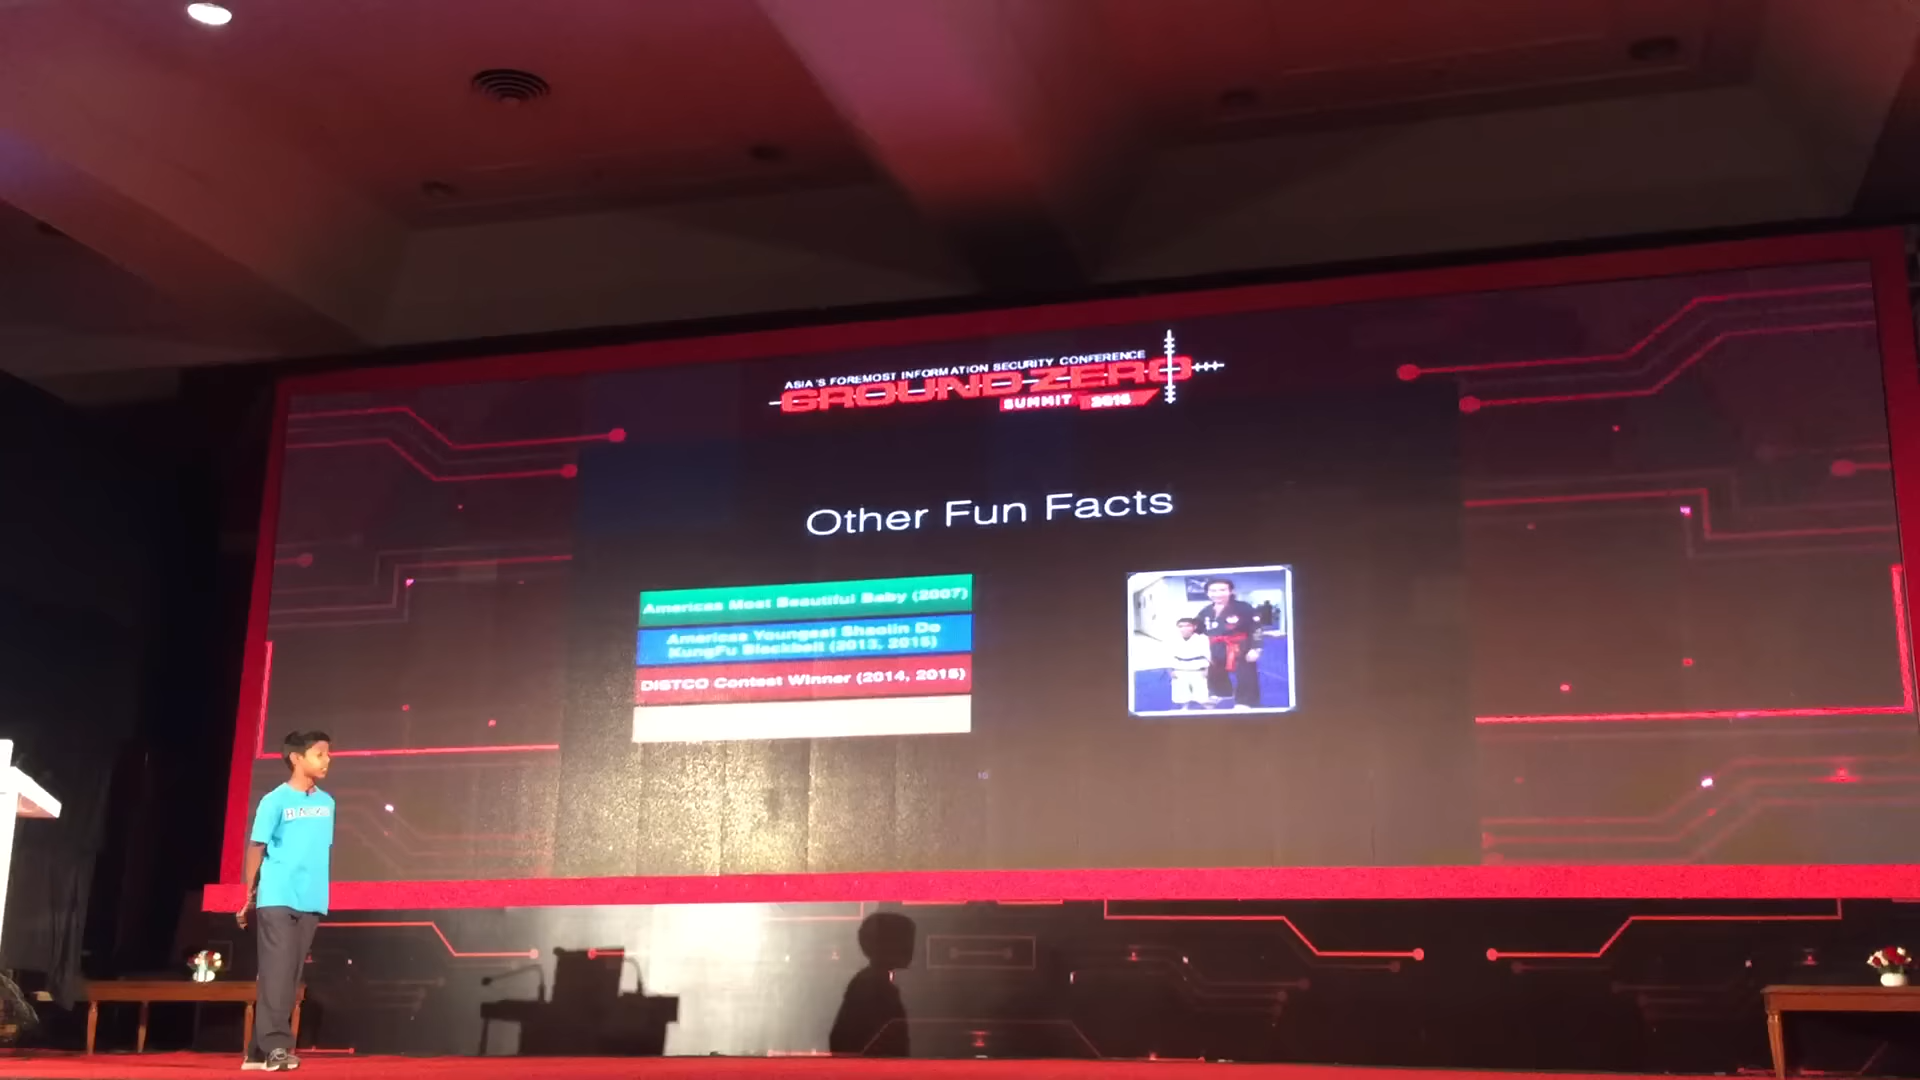 ASIA'S FOREMOST INFORMATION SECURITY CONFERENCE
GROUND ZERO
SUMMIT 2015
Other Fun Facts
Americas Most Beautiful Baby (2007)
Americas Youngest Shaolin Do
KungFu Blackbelt (2013, 2015)
DISTCO Contest Winner (2014, 2015)